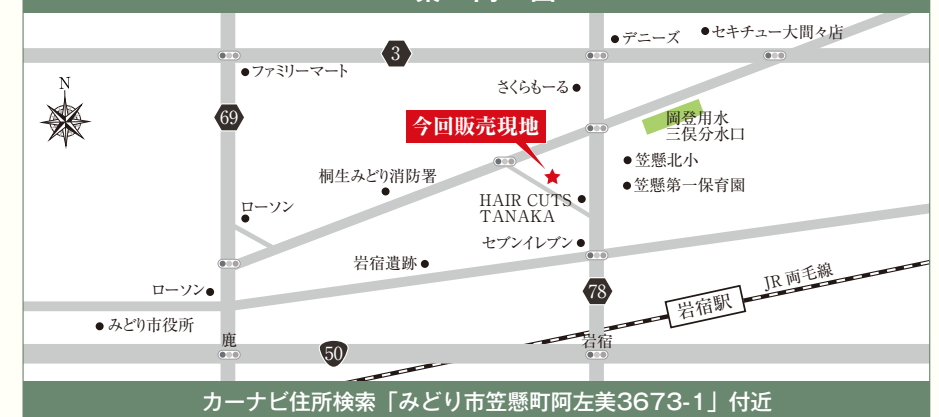 デニーズ
セキチュー大間々店
3
ファミリーマート
N
さくらもーる
69
今回販売現地
岡登用水
三俣分水口
笠懸北小
桐生みどり消防署
笠懸第一保育園
HAIR CUTS
TANAKA
ローソン
セブンイレブン
岩宿遺跡
JR 両毛線
ローソン
78
岩宿駅
みどり市役所
鹿
岩宿
50
カーナビ住所検索「みどり市笠懸町阿左美3673-1」付近